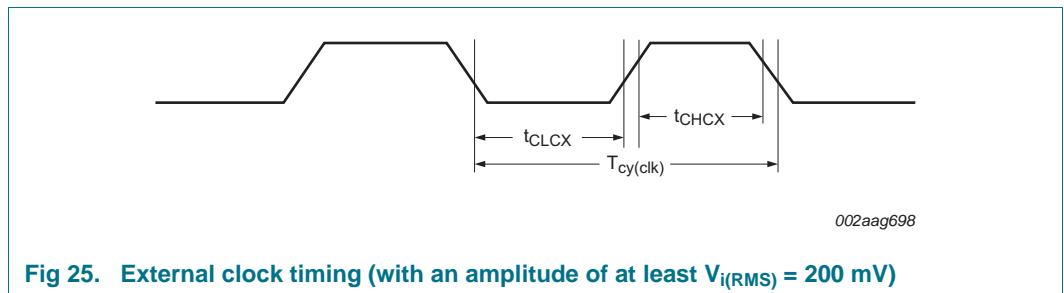 tCLCX
tCHCX
Tcy(clk)
002aag698
Fig 25. External clock timing (with an amplitude of at least Vi(RMS) = 200 mV)